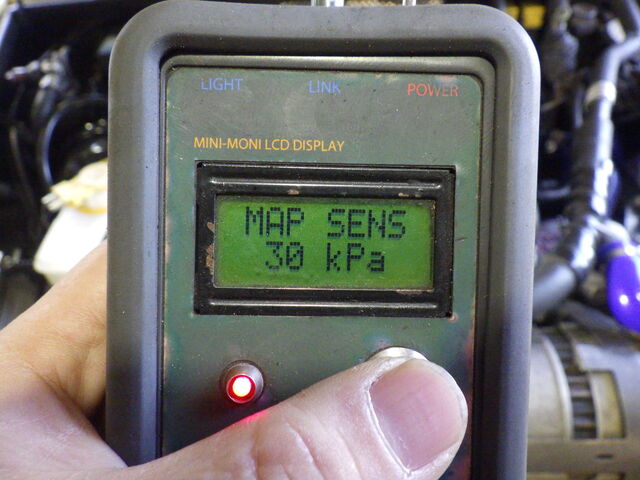 LIGHT LINK POWER
MINI-MONI LCD DISPLAY
MAP SENS
30 kPa